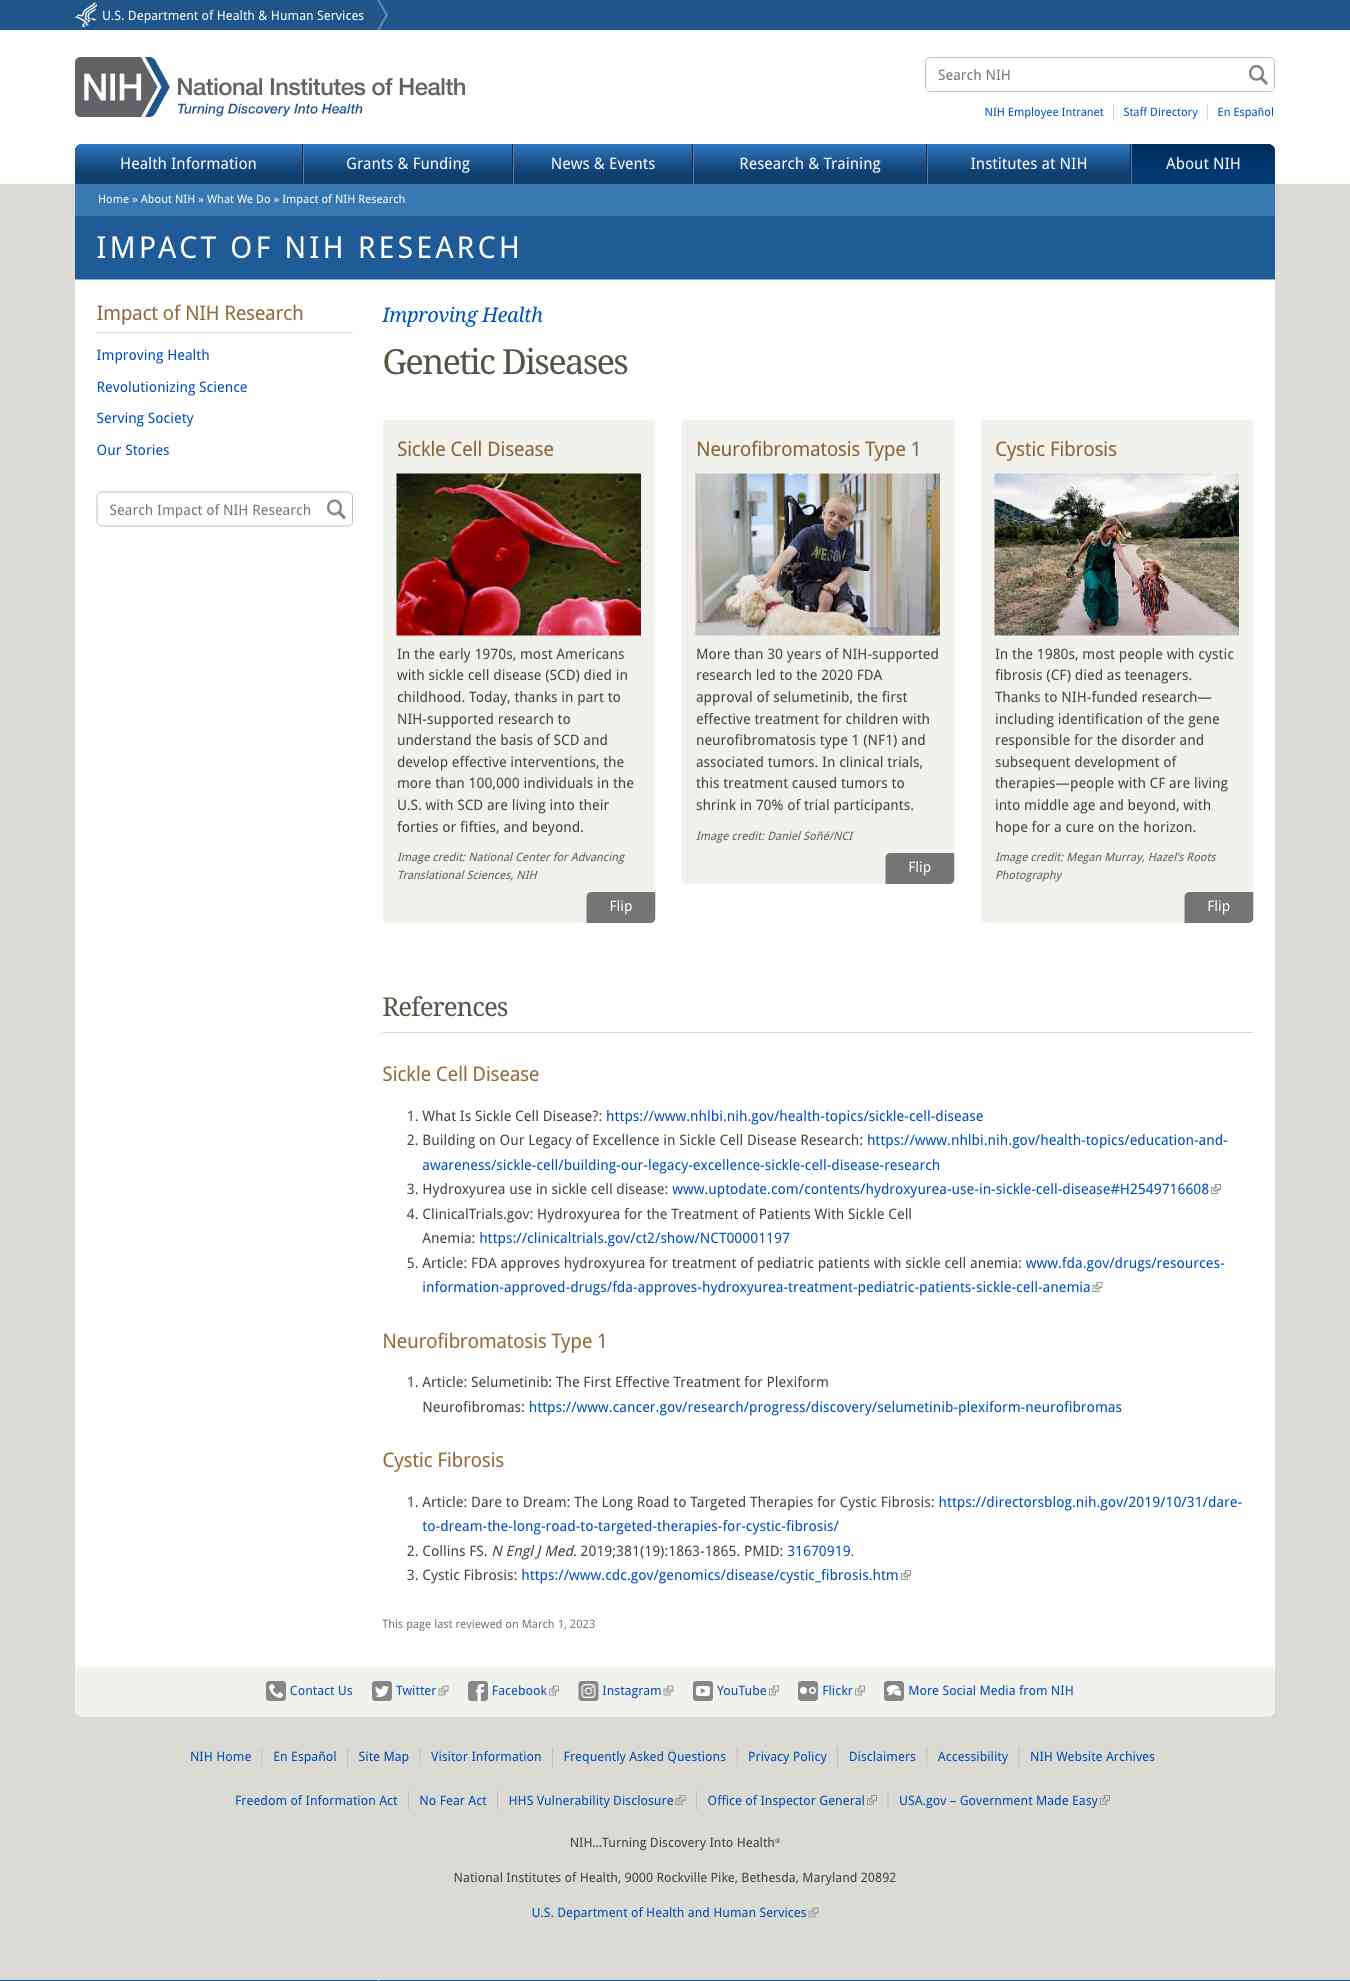 U.S. Department of Health & Human Services
NIH National Institutes of Health
Turning Discovery Into Health
Search NIH
NIH Employee Intranet
Staff Directory
En Español
Health Information
Grants & Funding
News & Events
Research & Training
Institutes at NIH
About NIH
Home » About NIH » What We Do » Impact of NIH Research
IMPACT OF NIH RESEARCH
Impact of NIH Research
Improving Health
Revolutionizing Science
Serving Society
Our Stories
Search Impact of NIH Research
Improving Health
Genetic Diseases
Sickle Cell Disease
In the early 1970s, most Americans
with sickle cell disease (SCD) died in
childhood. Today, thanks in part to
NIH-supported research to
understand the basis of SCD and
develop effective interventions, the
more than 100,000 individuals in the
U.S. with SCD are living into their
forties or fifties, and beyond.
Image credit: National Center for Advancing
Translational Sciences, NIH
Flip
Neurofibromatosis Type 1
AWESOM
More than 30 years of NIH-supported
research led to the 2020 FDA
approval of selumetinib, the first
effective treatment for children with
neurofibromatosis type 1 (NF1) and
associated tumors. In clinical trials,
this treatment caused tumors to
shrink in 70% of trial participants.
Image credit: Daniel Soñé/NCI
Flip
Cystic Fibrosis
In the 1980s, most people with cystic
fibrosis (CF) died as teenagers.
Thanks to NIH-funded research—
including identification of the gene
responsible for the disorder and
subsequent development of
therapies—people with CF are living
into middle age and beyond, with
hope for a cure on the horizon.
Image credit: Megan Murray, Hazel's Roots
Photography
Flip
References
Sickle Cell Disease
1. What Is Sickle Cell Disease?: https://www.nhlbi.nih.gov/health-topics/sickle-cell-disease
2. Building on Our Legacy of Excellence in Sickle Cell Disease Research: https://www.nhlbi.nih.gov/health-topics/education-and-
awareness/sickle-cell/building-our-legacy-excellence-sickle-cell-disease-research
3. Hydroxyurea use in sickle cell disease: www.uptodate.com/contents/hydroxyurea-use-in-sickle-cell-disease#H2549716608
4. ClinicalTrials.gov: Hydroxyurea for the Treatment of Patients With Sickle Cell
Anemia: https://clinicaltrials.gov/ct2/show/NCT00001197
5. Article: FDA approves hydroxyurea for treatment of pediatric patients with sickle cell anemia: www.fda.gov/drugs/resources-
information-approved-drugs/fda-approves-hydroxyurea-treatment-pediatric-patients-sickle-cell-anemia
Neurofibromatosis Type 1
1. Article: Selumetinib: The First Effective Treatment for Plexiform
Neurofibromas: https://www.cancer.gov/research/progress/discovery/selumetinib-plexiform-neurofibromas
Cystic Fibrosis
1. Article: Dare to Dream: The Long Road to Targeted Therapies for Cystic Fibrosis: https://directorsblog.nih.gov/2019/10/31/dare-
to-dream-the-long-road-to-targeted-therapies-for-cystic-fibrosis/
2. Collins FS. N Engl J Med. 2019;381(19):1863-1865. PMID: 31670919.
3. Cystic Fibrosis: https://www.cdc.gov/genomics/disease/cystic_fibrosis.htm
This page last reviewed on March 1, 2023
Contact Us
Twitter
Facebook
Instagram
YouTube
Flickr
More Social Media from NIH
NIH Home
En Español
Site Map
Visitor Information
Frequently Asked Questions
Privacy Policy
Disclaimers
Accessibility
NIH Website Archives
Freedom of Information Act
No Fear Act
HHS Vulnerability Disclosure
Office of Inspector General
USA.gov – Government Made Easy
NIH...Turning Discovery Into Health®
National Institutes of Health, 9000 Rockville Pike, Bethesda, Maryland 20892
U.S. Department of Health and Human Services